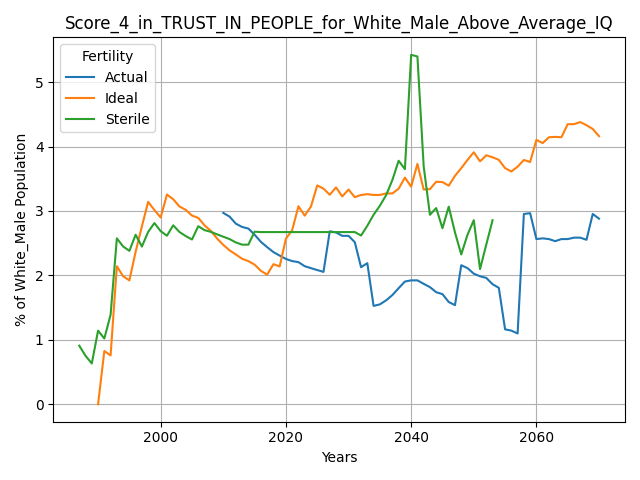 Score_4_in_TRUST_IN_PEOPLE_for_White_Male_Above_Average_IQ
Fertility
Actual
Ideal
Sterile
5
4
3
2
1
0
% of White_Male Population
2000
2020
2040
2060
Years